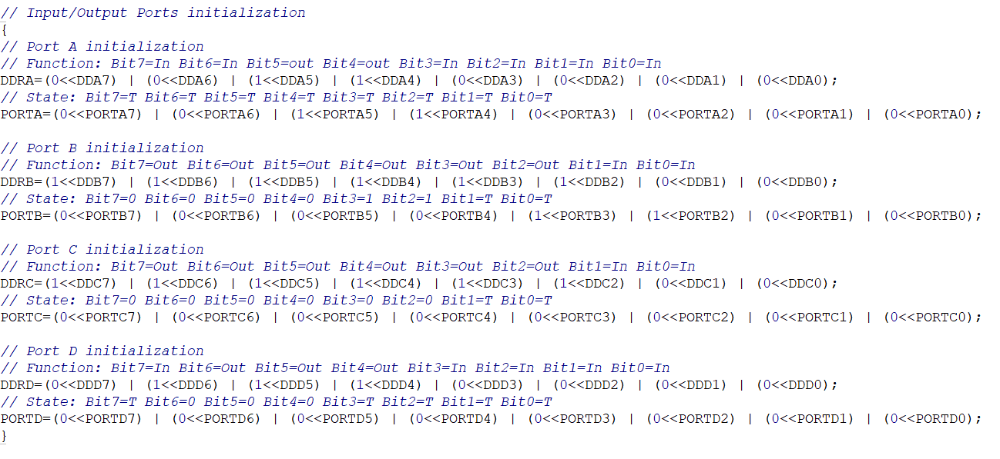 // Input/Output Ports initialization
{
// Port A initialization
// Function: Bit7=In Bit6=In Bit5=out Bit4=out Bit3=In Bit2=In Bit1=In Bit0=In
DDRA=(0<<DDA7) | (0<<DDA6) | (1<<DDA5) | (1<<DDA4) | (0<<DDA3) | (0<<DDA2) | (0<<DDA1) | (0<<DDA0);
// State: Bit7=T Bit6=T Bit5=T Bit4=T Bit3=T Bit2=T Bit1=T Bit0=T
PORTA=(0<<PORTA7) | (0<<PORTA6) | (1<<PORTA5) | (1<<PORTA4) | (0<<PORTA3) | (0<<PORTA2) | (0<<PORTA1) | (0<<PORTA0);

// Port B initialization
// Function: Bit7=Out Bit6=Out Bit5=Out Bit4=Out Bit3=Out Bit2=Out Bit1=In Bit0=In
DDRB=(1<<DDB7) | (1<<DDB6) | (1<<DDB5) | (1<<DDB4) | (1<<DDB3) | (1<<DDB2) | (0<<DDB1) | (0<<DDB0);
// State: Bit7=0 Bit6=0 Bit5=0 Bit4=0 Bit3=1 Bit2=1 Bit1=T Bit0=T
PORTB=(0<<PORTB7) | (0<<PORTB6) | (0<<PORTB5) | (0<<PORTB4) | (1<<PORTB3) | (1<<PORTB2) | (0<<PORTB1) | (0<<PORTB0);

// Port C initialization
// Function: Bit7=Out Bit6=Out Bit5=Out Bit4=Out Bit3=Out Bit2=Out Bit1=In Bit0=In
DDRC=(1<<DDC7) | (1<<DDC6) | (1<<DDC5) | (1<<DDC4) | (1<<DDC3) | (1<<DDC2) | (0<<DDC1) | (0<<DDC0);
// State: Bit7=0 Bit6=0 Bit5=0 Bit4=0 Bit3=0 Bit2=0 Bit1=T Bit0=T
PORTC=(0<<PORTC7) | (0<<PORTC6) | (0<<PORTC5) | (0<<PORTC4) | (0<<PORTC3) | (0<<PORTC2) | (0<<PORTC1) | (0<<PORTC0);

// Port D initialization
// Function: Bit7=In Bit6=Out Bit5=Out Bit4=Out Bit3=In Bit2=In Bit1=In Bit0=In
DDRD=(0<<DDD7) | (1<<DDD6) | (1<<DDD5) | (1<<DDD4) | (0<<DDD3) | (0<<DDD2) | (0<<DDD1) | (0<<DDD0);
// State: Bit7=T Bit6=0 Bit5=0 Bit4=0 Bit3=T Bit2=T Bit1=T Bit0=T
PORTD=(0<<PORTD7) | (0<<PORTD6) | (0<<PORTD5) | (0<<PORTD4) | (0<<PORTD3) | (0<<PORTD2) | (0<<PORTD1) | (0<<PORTD0);
}